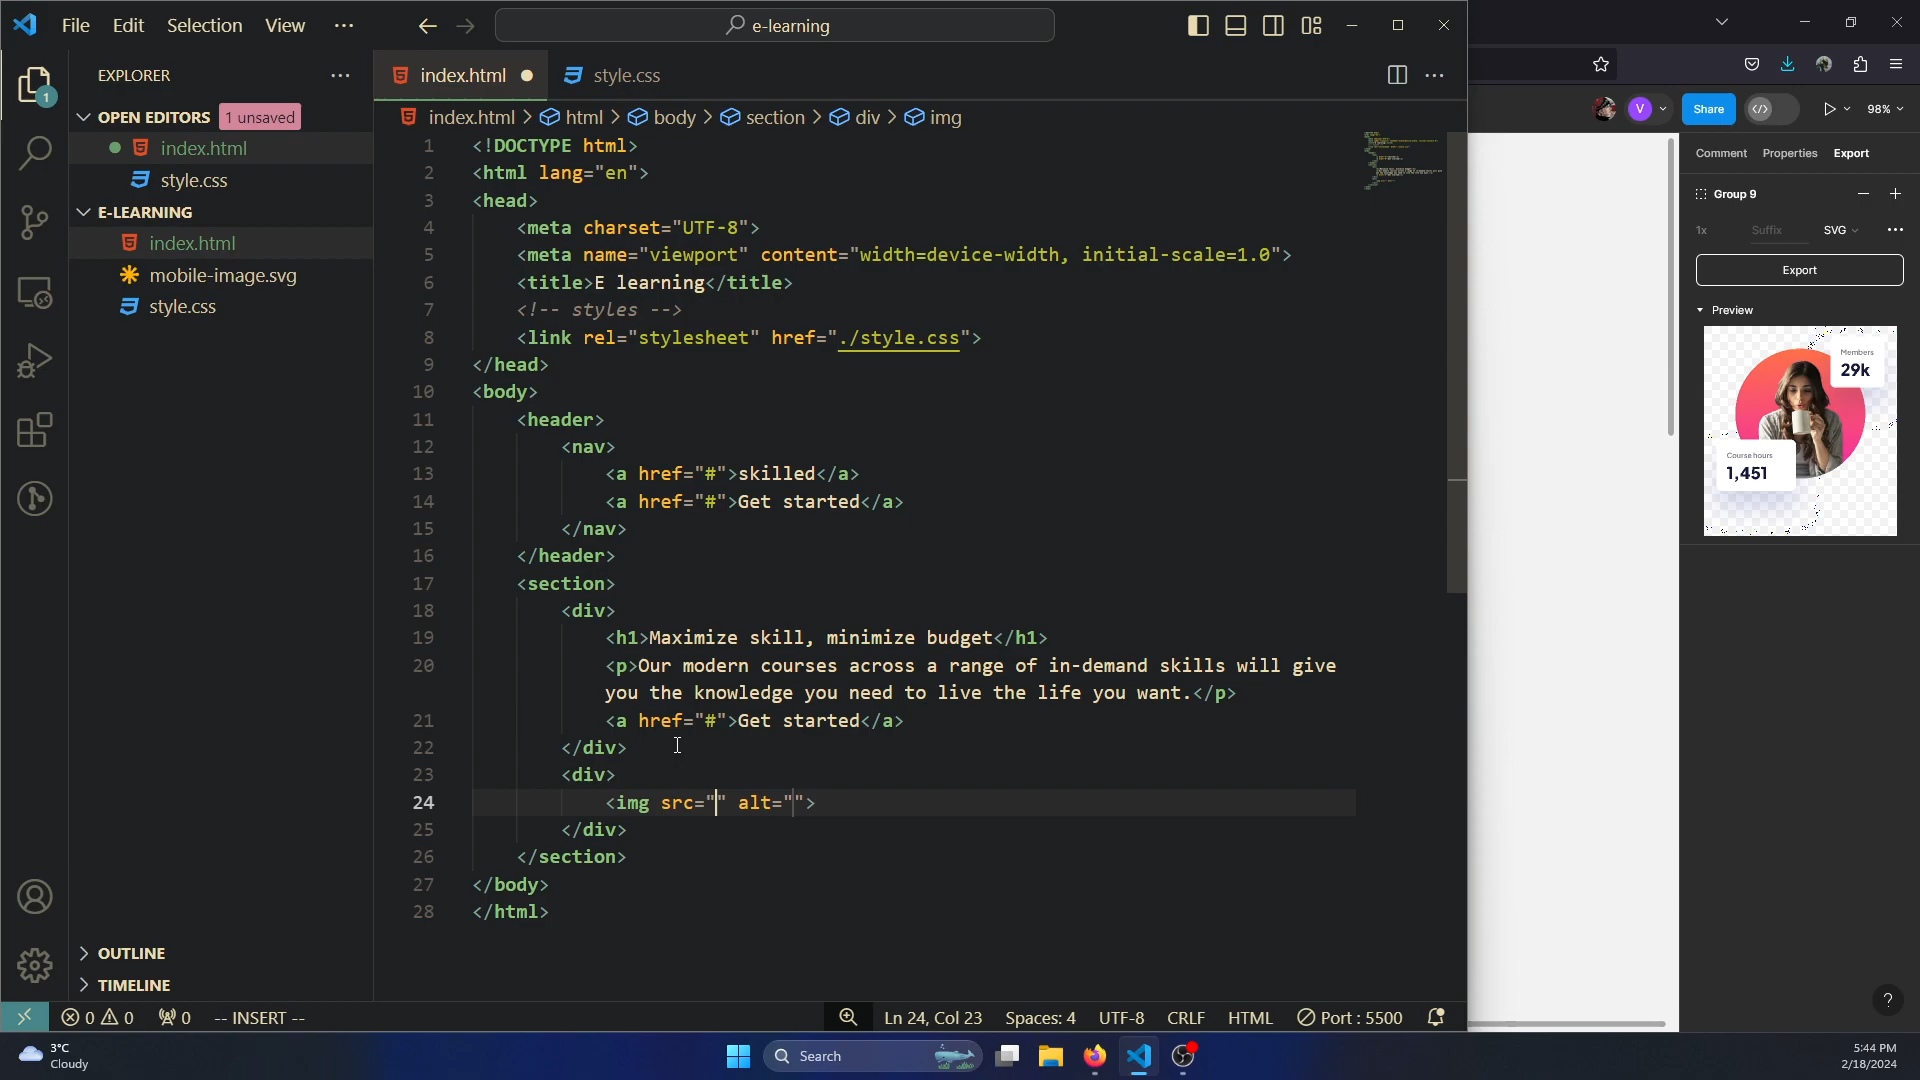 File Edit Selection View ··· e-learning
EXPLORER ···
OPEN EDITORS 1 unsaved
index.html
style.css
E-LEARNING
index.html
mobile-image.svg
style.css
OUTLINE
TIMELINE
1
index.html style.css ···
index.html > html > body > section > div > img
1 <!DOCTYPE html>
2 <html lang="en">
3 <head>
4 <meta charset="UTF-8">
5 <meta name="viewport" content="width=device-width, initial-scale=1.0">
6 <title>E learning</title>
7 <!-- styles -->
8 <link rel="stylesheet" href="./style.css">
9 </head>
10 <body>
11 <header>
12 <nav>
13 <a href="#">skilled</a>
14 <a href="#">Get started</a>
15 </nav>
16 </header>
17 <section>
18 <div>
19 <h1>Maximize skill, minimize budget</h1>
20 <p>Our modern courses across a range of in-demand skills will give
you the knowledge you need to live the life you want.</p>
21 <a href="#">Get started</a>
22 </div>
23 <div>
24 <img src="" alt="">
25 </div>
26 </section>
27 </body>
28 </html>
0 0 0 -- INSERT -- Ln 24, Col 23 Spaces: 4 UTF-8 CRLF HTML Port : 5500
V Share 98%
Comment Properties Export
Group 9
1x Suffix SVG
Export
Preview
Members
29k
Course hours
1,451
?
3°C
Cloudy
Search
5:44 PM
2/18/2024